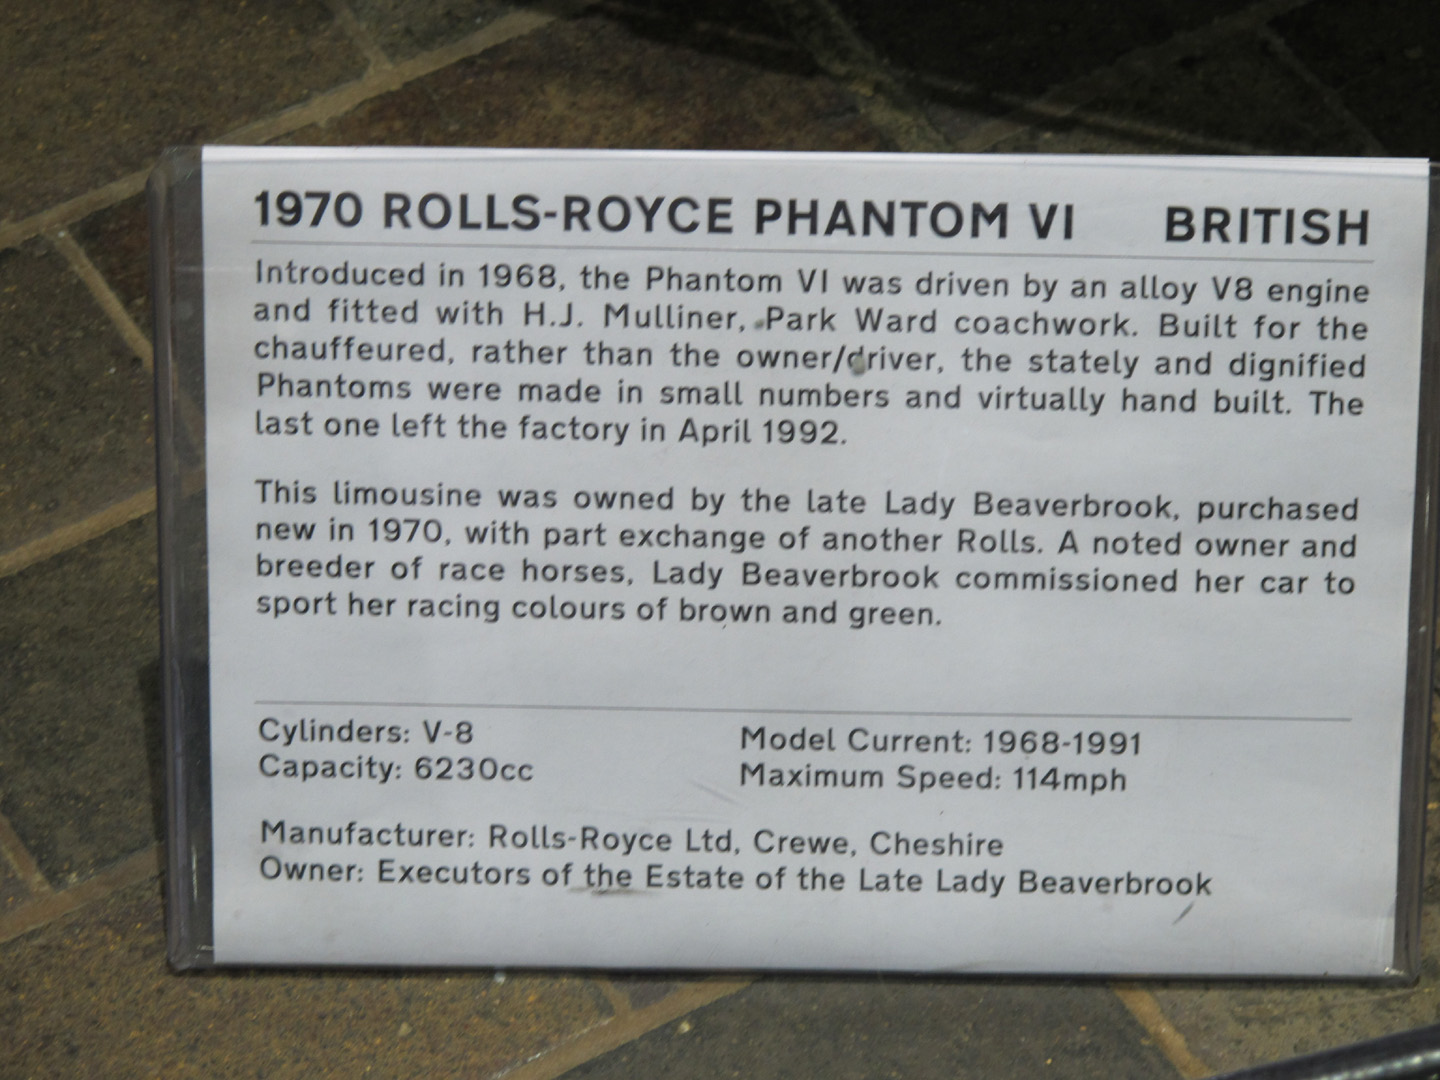 1970 ROLLS-ROYCE PHANTOM VI BRITISH
Introduced in 1968, the Phantom VI was driven by an alloy V8 engine
and fitted with H.J. Mulliner, Park Ward coachwork. Built for the
chauffeured, rather than the owner/driver, the stately and dignified
Phantoms were made in small numbers and virtually hand built. The
last one left the factory in April 1992.
This limousine was owned by the late Lady Beaverbrook, purchased
new in 1970, with part exchange of another Rolls. A noted owner and
breeder of race horses, Lady Beaverbrook commissioned her car to
sport her racing colours of brown and green.
Cylinders: V-8
Capacity: 6230cc
Model Current: 1968-1991
Maximum Speed: 114mph
Manufacturer: Rolls-Royce Ltd, Crewe, Cheshire
Owner: Executors of the Estate of the Late Lady Beaverbrook